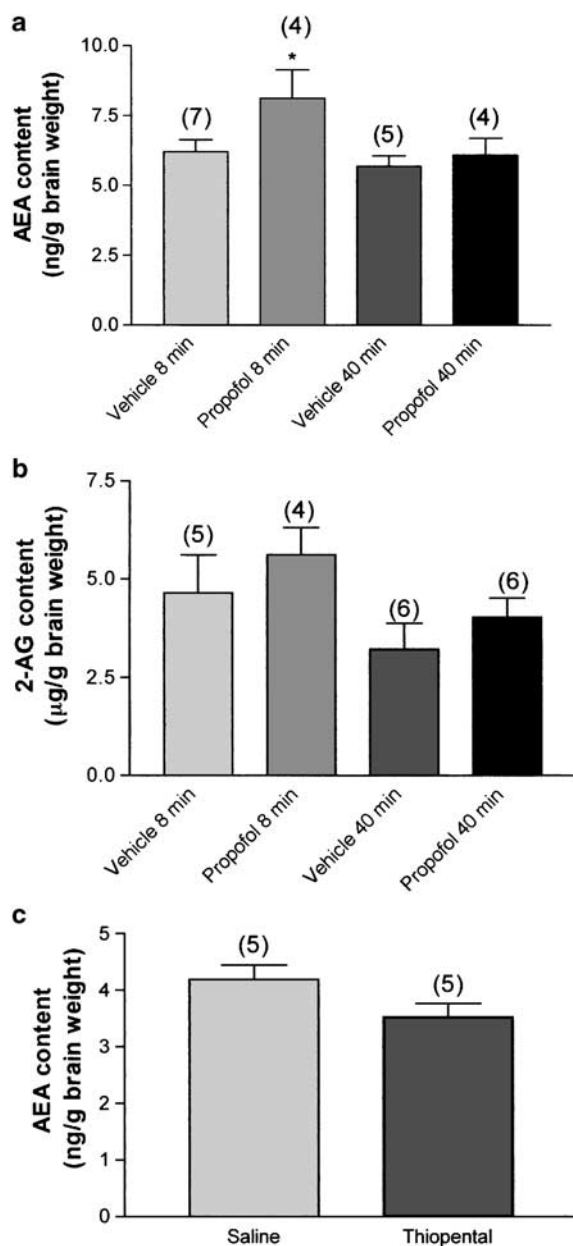 a
(4)
*
(7)
(5)
(4)
10.0
7.5
5.0
2.5
0.0
AEA content
(ng/g brain weight)
Vehicle 8 min
Propofol 8 min
Vehicle 40 min
Propofol 40 min
b
(5)
(4)
(6)
(6)
7.5
5.0
2.5
0.0
2-AG content
(μg/g brain weight)
Vehicle 8 min
Propofol 8 min
Vehicle 40 min
Propofol 40 min
c
(5)
(5)
5
4
3
2
1
0
AEA content
(ng/g brain weight)
Saline
Thiopental